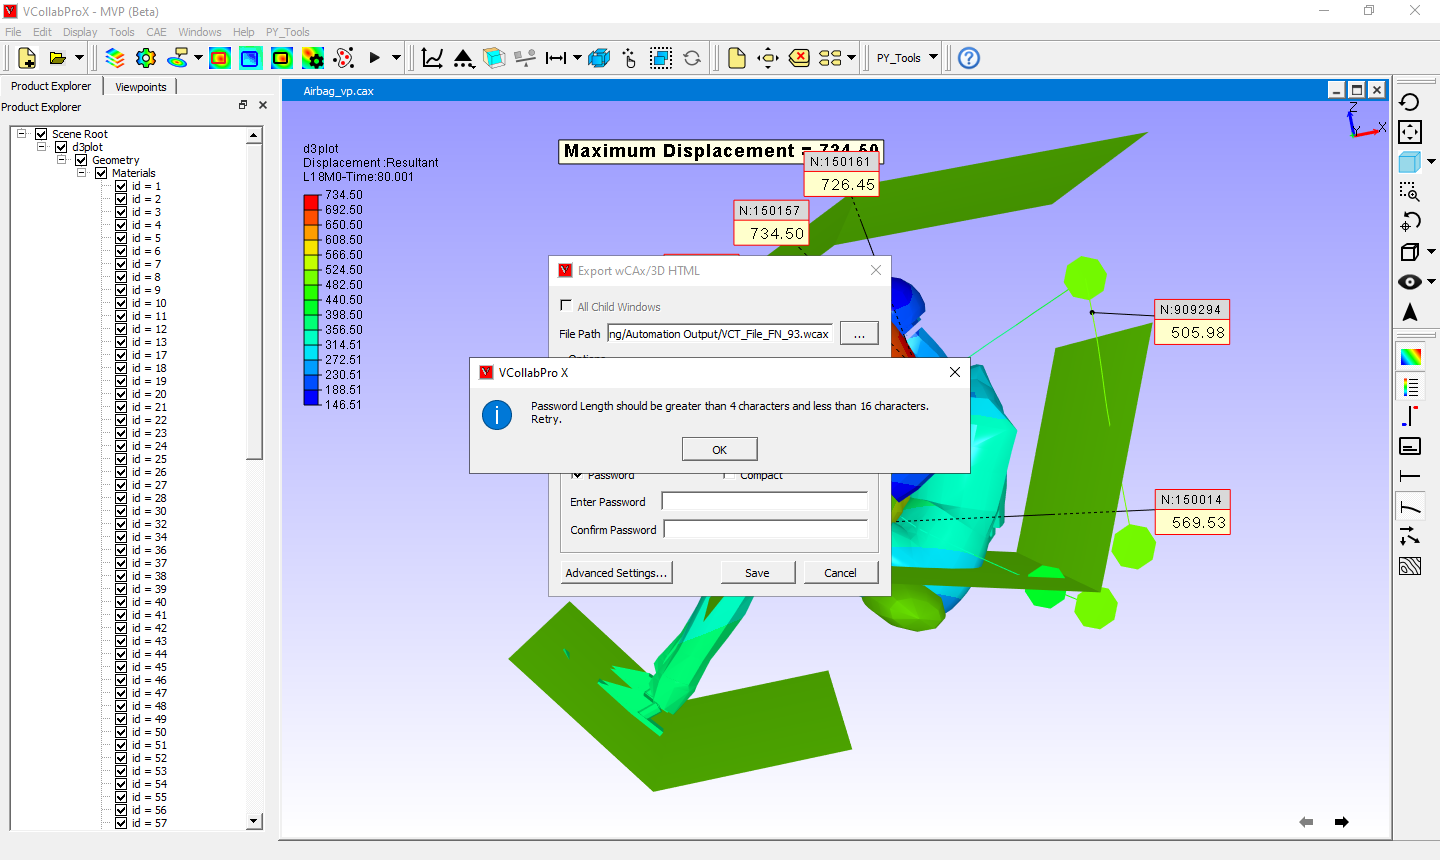 VCollabProX - MVP (Beta)
File Edit Display Tools CAE Windows Help PY_Tools
PY_Tools
Product Explorer Viewpoints
Product Explorer
Scene Root
d3plot
Geometry
Materials
id = 1
id = 2
id = 3
id = 4
id = 5
id = 6
id = 7
id = 8
id = 9
id = 10
id = 11
id = 12
id = 13
id = 17
id = 18
id = 19
id = 20
id = 21
id = 22
id = 23
id = 24
id = 25
id = 26
id = 27
id = 28
id = 30
id = 32
id = 34
id = 36
id = 37
id = 38
id = 39
id = 40
id = 41
id = 42
id = 43
id = 44
id = 45
id = 46
id = 47
id = 48
id = 49
id = 50
id = 51
id = 52
id = 53
id = 54
id = 55
id = 56
id = 57
Airbag_vp.cax
d3plot
Displacement :Resultant
L18M0-Time:80.001
734.50
692.50
650.50
608.50
566.50
524.50
482.50
440.50
398.50
356.50
314.51
272.51
230.51
188.51
146.51
Maximum Displacement = 734.50
N:150161
726.45
N:150157
734.50
N:909294
505.98
N:150014
569.53
Z
X
Y
Export wCAx/3D HTML
All Child Windows
File Path ng/Automation Output/VCT_File_FN_93.wcax ...
Options
VCollabPro X
Password Length should be greater than 4 characters and less than 16 characters.
Retry.
OK
Password Compact
Enter Password
Confirm Password
Advanced Settings... Save Cancel